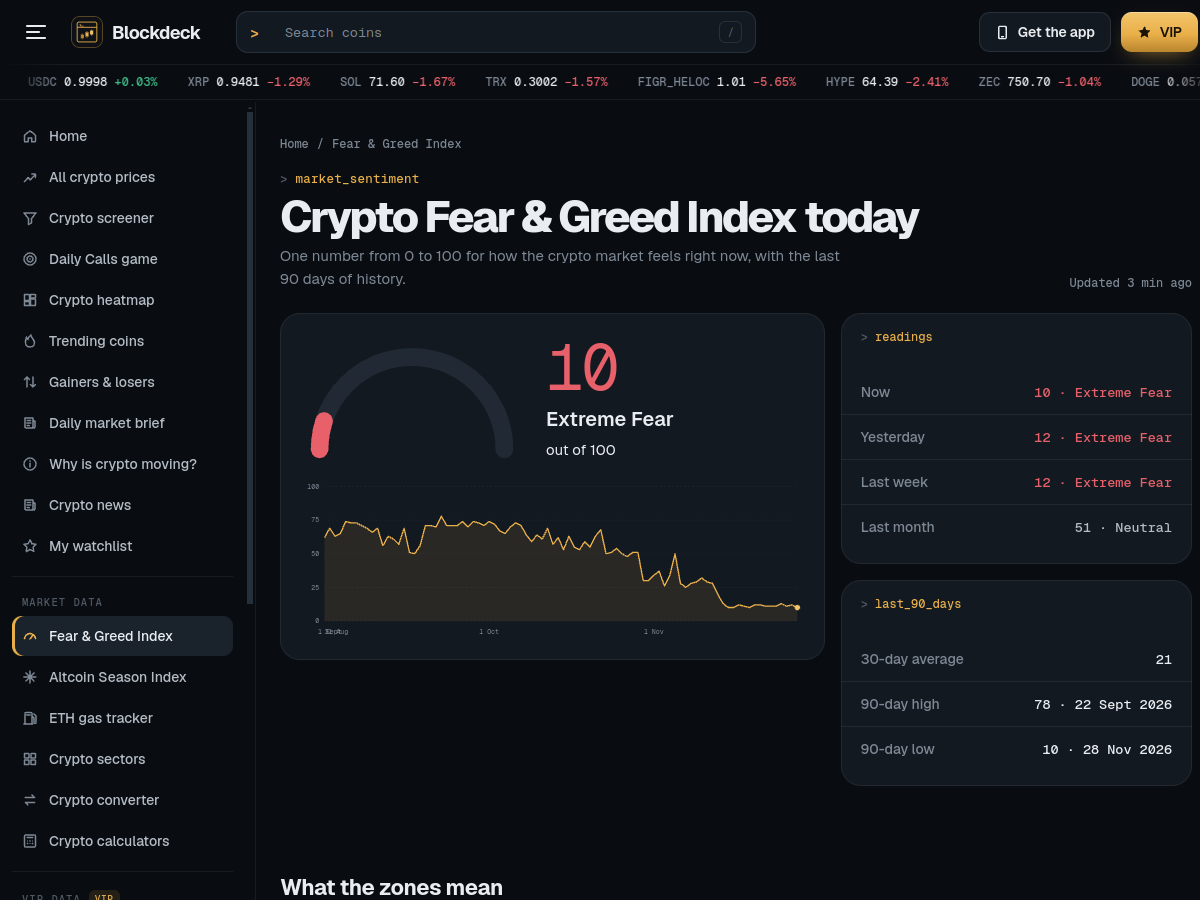 Blockdeck
> Search coins /
Get the app
VIP
USDC 0.9998 +0.03% XRP 0.9481 -1.29% SOL 71.60 -1.67% TRX 0.3002 -1.57% FIGR_HELOC 1.01 -5.65% HYPE 64.39 -2.41% ZEC 750.70 -1.04% DOGE 0.057
Home
All crypto prices
Crypto screener
Daily Calls game
Crypto heatmap
Trending coins
Gainers & losers
Daily market brief
Why is crypto moving?
Crypto news
My watchlist
MARKET DATA
Fear & Greed Index
Altcoin Season Index
ETH gas tracker
Crypto sectors
Crypto converter
Crypto calculators
VIP DATA VIP
Home / Fear & Greed Index
> market_sentiment
Crypto Fear & Greed Index today
One number from 0 to 100 for how the crypto market feels right now, with the last
90 days of history.
Updated 3 min ago
10
Extreme Fear
out of 100
100
75
50
25
0
1 Sept
1 Oct
1 Nov
> readings
Now 10 · Extreme Fear
Yesterday 12 · Extreme Fear
Last week 12 · Extreme Fear
Last month 51 · Neutral
> last_90_days
30-day average 21
90-day high 78 · 22 Sept 2026
90-day low 10 · 28 Nov 2026
What the zones mean